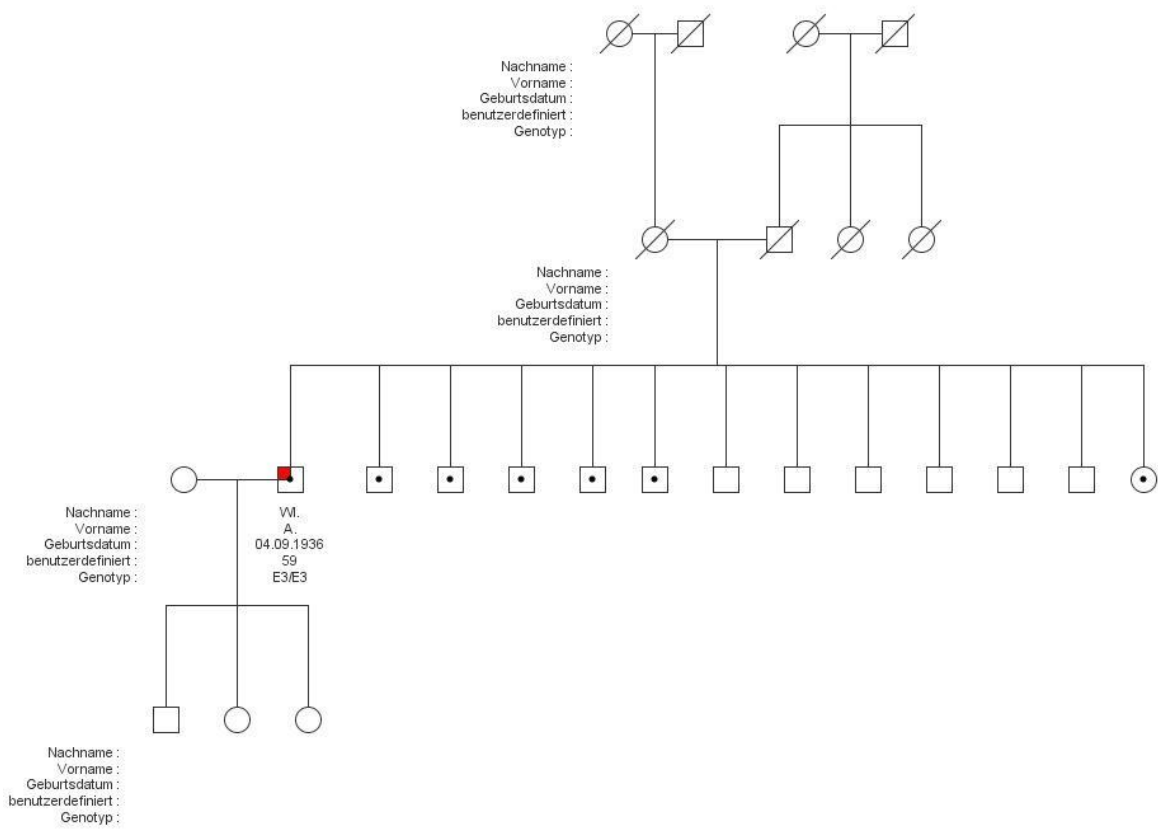 Nachname :
Vorname :
Geburtsdatum :
benutzerdefiniert :
Genotyp :
Nachname :
Vorname :
Geburtsdatum :
benutzerdefiniert :
Genotyp :
Nachname : WI.
Vorname : A.
Geburtsdatum : 04.09.1936
benutzerdefiniert : 59
Genotyp : E3/E3
Nachname :
Vorname :
Geburtsdatum :
benutzerdefiniert :
Genotyp :